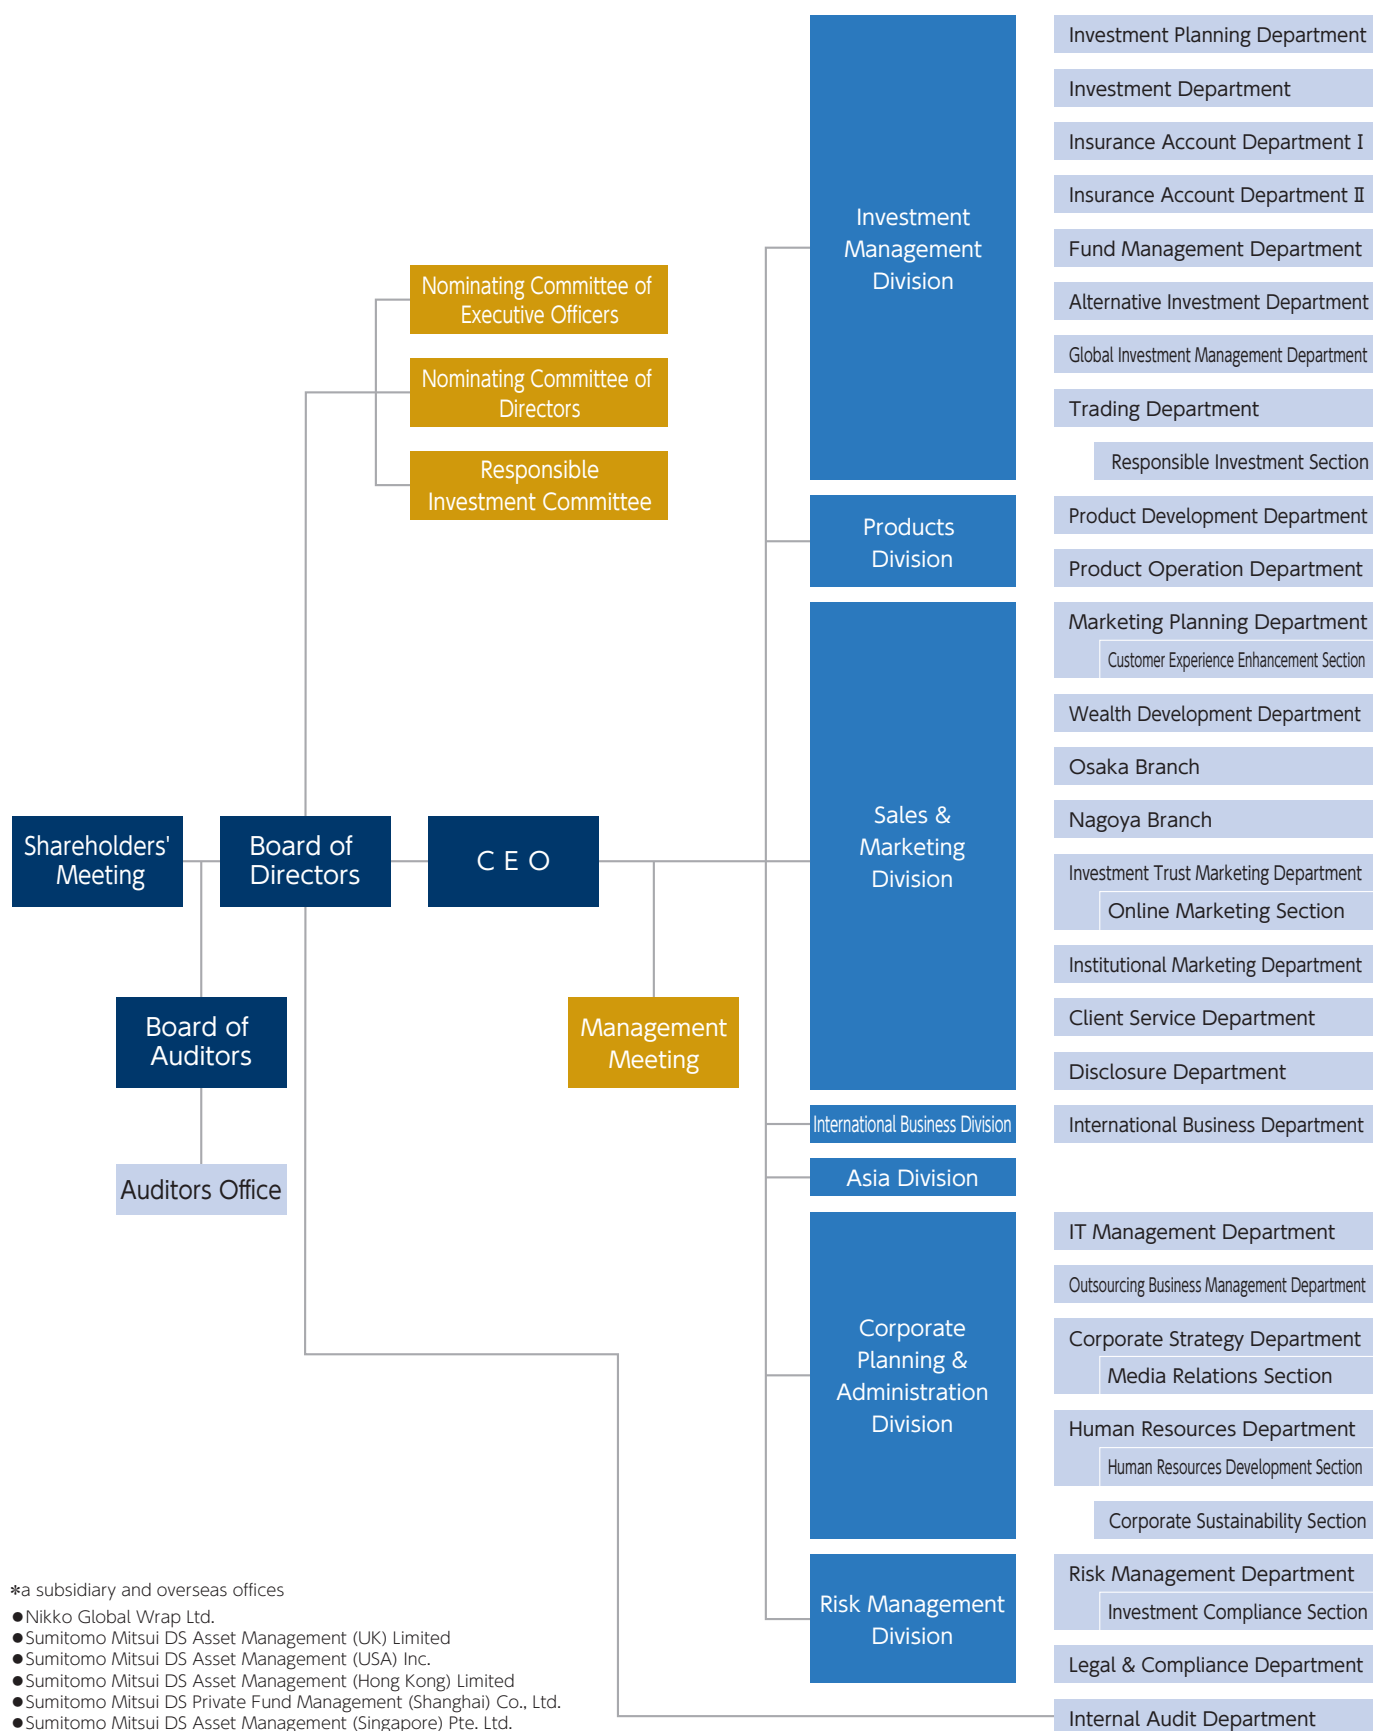 Shareholders'
Meeting
Board of
Directors
C E O
Board of
Auditors
Auditors Office
Nominating Committee of
Executive Officers
Nominating Committee of
Directors
Responsible
Investment Committee
Management
Meeting
Investment
Management
Division
Investment Planning Department
Investment Department
Insurance Account Department I
Insurance Account Department Ⅱ
Fund Management Department
Alternative Investment Department
Global Investment Management Department
Trading Department
Responsible Investment Section
Products
Division
Product Development Department
Product Operation Department
Sales &
Marketing
Division
Marketing Planning Department
Customer Experience Enhancement Section
Wealth Development Department
Osaka Branch
Nagoya Branch
Investment Trust Marketing Department
Online Marketing Section
Institutional Marketing Department
Client Service Department
Disclosure Department
International Business Division
International Business Department
Asia Division
Corporate
Planning &
Administration
Division
IT Management Department
Outsourcing Business Management Department
Corporate Strategy Department
Media Relations Section
Human Resources Department
Human Resources Development Section
Corporate Sustainability Section
Risk Management
Division
Risk Management Department
Investment Compliance Section
Legal & Compliance Department
Internal Audit Department
*a subsidiary and overseas offices
●Nikko Global Wrap Ltd.
●Sumitomo Mitsui DS Asset Management (UK) Limited
●Sumitomo Mitsui DS Asset Management (USA) Inc.
●Sumitomo Mitsui DS Asset Management (Hong Kong) Limited
●Sumitomo Mitsui DS Private Fund Management (Shanghai) Co., Ltd.
●Sumitomo Mitsui DS Asset Management (Singapore) Pte. Ltd.